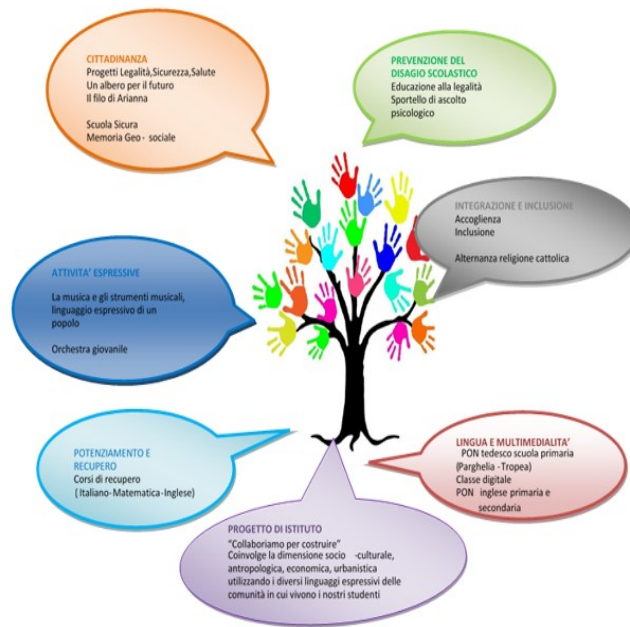 CITTADINANZA
Progetti Legalità,Sicurezza,Salute
Un albero per il futuro
Il filo di Arianna
Scuola Sicura
Memoria Geo - sociale
PREVENZIONE DEL
DISAGIO SCOLASTICO
Educazione alla legalità
Sportello di ascolto
psicologico
INTEGRAZIONE E INCLUSIONE
Accoglienza
Inclusione
Alternanza religione cattolica
ATTIVITA' ESPRESSIVE
La musica e gli strumenti musicali,
linguaggio espressivo di un
popolo
Orchestra giovanile
POTENZIAMENTO E
RECUPERO
Corsi di recupero
( Italiano- Matematica- Inglese)
LINGUA E MULTIMEDIALITA'
PON tedesco scuola primaria
(Parghelia -Tropea)
Classe digitale
PON inglese primaria e
secondaria
PROGETTO DI ISTITUTO
"Collaboriamo per costruire"
Coinvolge la dimensione socio -culturale,
antropologica, economica, urbanistica
utilizzando i diversi linguaggi espressivi delle
comunità in cui vivono i nostri studenti